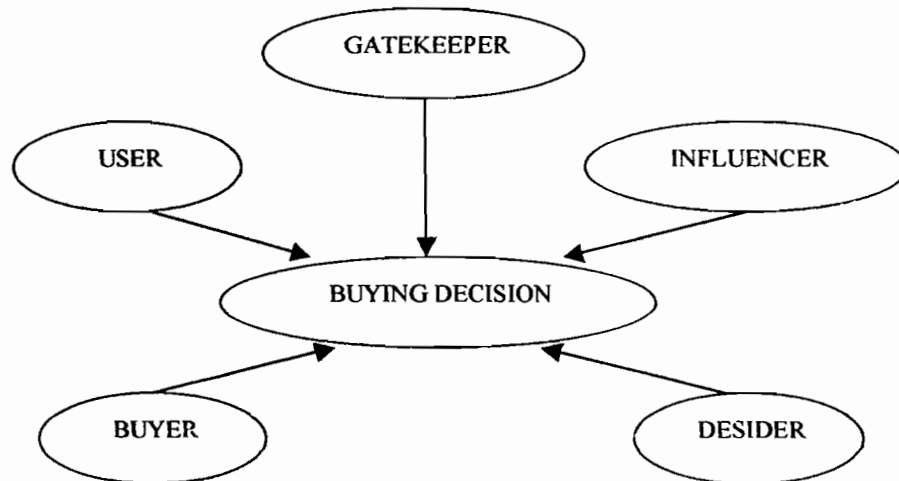 GATEKEEPER
USER
INFLUENCER
BUYING DECISION
BUYER
DESIDER